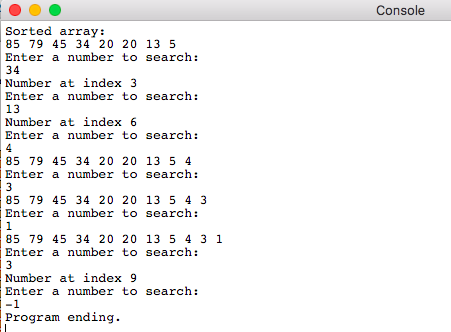 Console
Sorted array:
85 79 45 34 20 20 13 5
Enter a number to search:
34
Number at index 3
Enter a number to search:
13
Number at index 6
Enter a number to search:
4
85 79 45 34 20 20 13 5 4
Enter a number to search:
3
85 79 45 34 20 20 13 5 4 3
Enter a number to search:
1
85 79 45 34 20 20 13 5 4 3 1
Enter a number to search:
3
Number at index 9
Enter a number to search:
-1
Program ending.